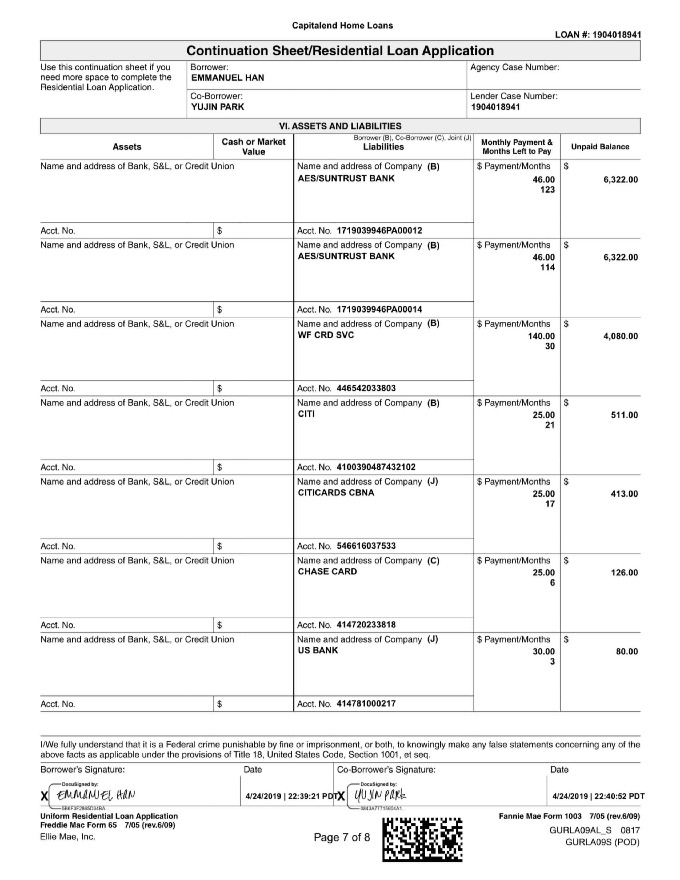 Capitalend Home Loans
LOAN #: 1904018941
Continuation Sheet/Residential Loan Application
Use this continuation sheet if you
need more space to complete the
Residential Loan Application.
Borrower:
EMMANUEL HAN
Agency Case Number:
Co-Borrower:
YUJIN PARK
Lender Case Number:
1904018941
VI. ASSETS AND LIABILITIES
Assets
Cash or Market
Value
Borrower (B), Co-Borrower (C), Joint (J)
Liabilities
Monthly Payment &
Months Left to Pay
Unpaid Balance
Name and address of Bank, S&L, or Credit Union
Name and address of Company (B)
AES/SUNTRUST BANK
$ Payment/Months
46.00
123
$
6,322.00
Acct. No.
$
Acct. No. 1719039946PA00012
Name and address of Bank, S&L, or Credit Union
Name and address of Company (B)
AES/SUNTRUST BANK
$ Payment/Months
46.00
114
$
6,322.00
Acct. No.
$
Acct. No. 1719039946PA00014
Name and address of Bank, S&L, or Credit Union
Name and address of Company (B)
WF CRD SVC
$ Payment/Months
140.00
30
$
4,080.00
Acct. No.
$
Acct. No. 446542033803
Name and address of Bank, S&L, or Credit Union
Name and address of Company (B)
CITI
$ Payment/Months
25.00
21
$
511.00
Acct. No.
$
Acct. No. 4100390487432102
Name and address of Bank, S&L, or Credit Union
Name and address of Company (J)
CITICARDS CBNA
$ Payment/Months
25.00
17
$
413.00
Acct. No.
$
Acct. No. 546616037533
Name and address of Bank, S&L, or Credit Union
Name and address of Company (C)
CHASE CARD
$ Payment/Months
25.00
6
$
126.00
Acct. No.
$
Acct. No. 414720233818
Name and address of Bank, S&L, or Credit Union
Name and address of Company (J)
US BANK
$ Payment/Months
30.00
3
$
80.00
Acct. No.
$
Acct. No. 414781000217
I/We fully understand that it is a Federal crime punishable by fine or imprisonment, or both, to knowingly make any false statements concerning any of the
above facts as applicable under the provisions of Title 18, United States Code, Section 1001, et seq.
Borrower's Signature:
Date
Co-Borrower's Signature:
Date
DocuSigned by:
X EMMANUEL HAN
4/24/2019 | 22:39:21 PDT
DocuSigned by:
X YUJIN PARK
4/24/2019 | 22:40:52 PDT
Uniform Residential Loan Application
Freddie Mac Form 65 7/05 (rev.6/09)
Ellie Mae, Inc.
Page 7 of 8
Fannie Mae Form 1003 7/05 (rev.6/09)
GURLA09AL_S 0817
GURLA09S (POD)